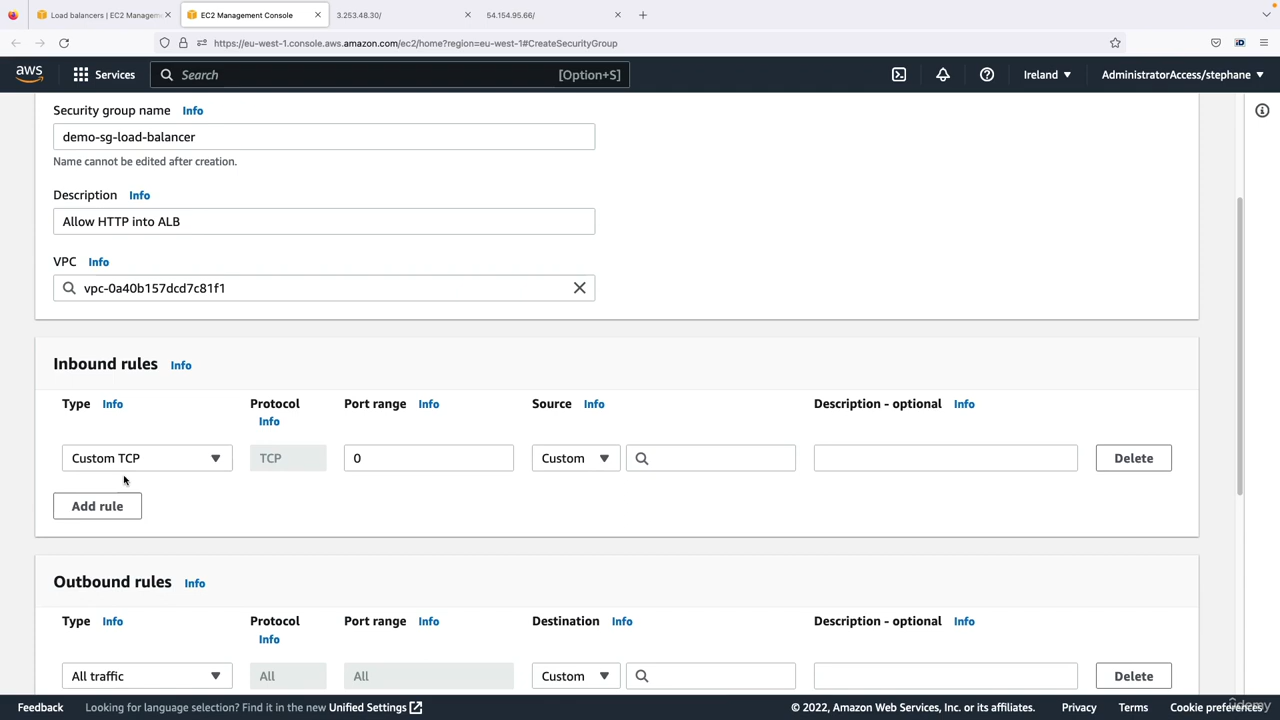 Load balancers | EC2 Managem
EC2 Management Console
3.253.48.30/
54.154.95.66/
https://eu-west-1.console.aws.amazon.com/ec2/home?region=eu-west-1#CreateSecurityGroup
aws
Services
Search
[Option+S]
Ireland
AdministratorAccess/stephane
Security group name Info
demo-sg-load-balancer
Name cannot be edited after creation.
Description Info
Allow HTTP into ALB
VPC Info
vpc-0a40b157dcd7c81f1
Inbound rules Info
Type Info Protocol Info Port range Info Source Info Description - optional Info
Custom TCP TCP 0 Custom Delete
Add rule
Outbound rules Info
Type Info Protocol Info Port range Info Destination Info Description - optional Info
All traffic All All Custom Delete
Feedback Looking for language selection? Find it in the new Unified Settings © 2022, Amazon Web Services, Inc. or its affiliates. Privacy Terms Cookie preferences
ûdemy